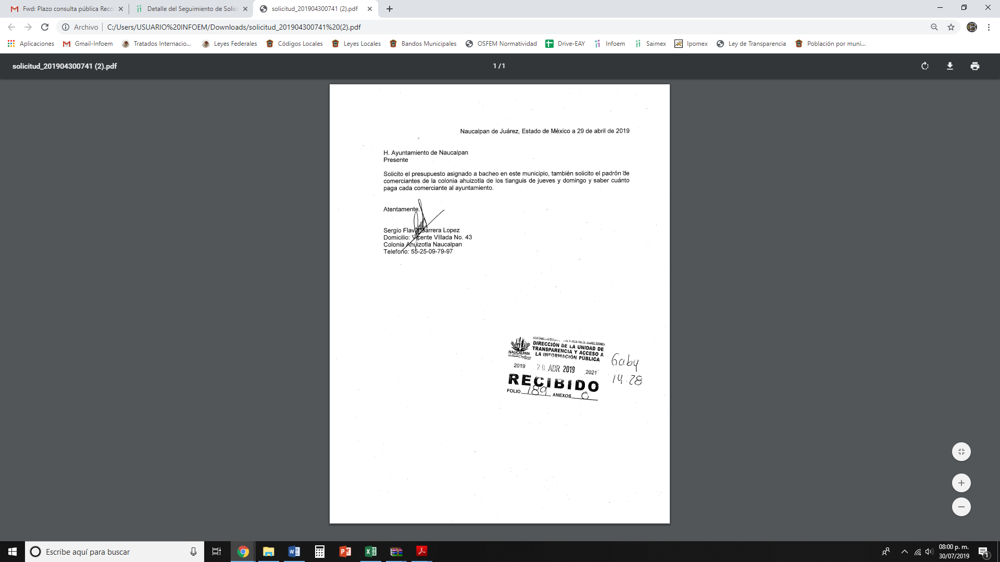 Fwd: Plazo consulta pública Reco
Detalle del Seguimiento de Solici
solicitud_201904300741 (2).pdf
Archivo
C:/Users/USUARIO%20INFOEM/Downloads/solicitud_201904300741%20(2).pdf
Aplicaciones
Gmail-Infoem
Tratados Internacio...
Leyes Federales
Códigos Locales
Leyes Locales
Bandos Municipales
OSFEM Normatividad
Drive-EAY
Infoem
Saimex
Ipomex
Ley de Transparencia
Población por muni...
solicitud_201904300741 (2).pdf
1 / 1
Naucalpan de Juárez, Estado de México a 29 de abril de 2019
H. Ayuntamiento de Naucalpan
Presente
Solicito el presupuesto asignado a bacheo en este municipio, también solicito el padrón de
comerciantes de la colonia ahuizotla de los tianguis de jueves y domingo y saber cuánto
paga cada comerciante al ayuntamiento.
Atentamente.
Sergio Flavio Barrera Lopez
Domicilio: Vicente Villada No. 43
Colonia Ahuizotla Naucalpan
Telefono: 55-25-09-79-97
NAUCALPAN
DIRECCIÓN DE LA UNIDAD DE
TRANSPARENCIA Y ACCESO A
LA INFORMACIÓN PÚBLICA
2019 29 ABR 2019 2021
RECIBIDO
FOLIO 189 ANEXOS 0
Gaby
14.28
Escribe aquí para buscar
08:00 p. m.
30/07/2019
1